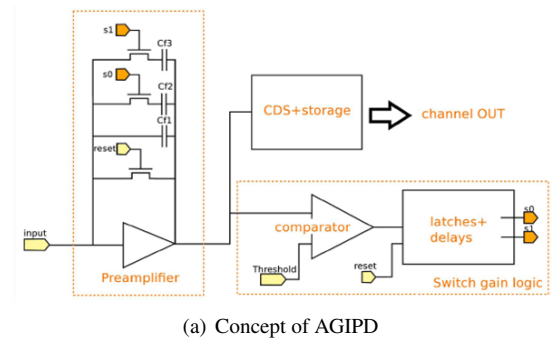 s1
Cf3
s0
Cf2
Cf1
reset
input
Preamplifier
CDS+storage
channel OUT
comparator
Threshold
latches+
delays
reset
s0
s1
Switch gain logic
(a) Concept of AGIPD